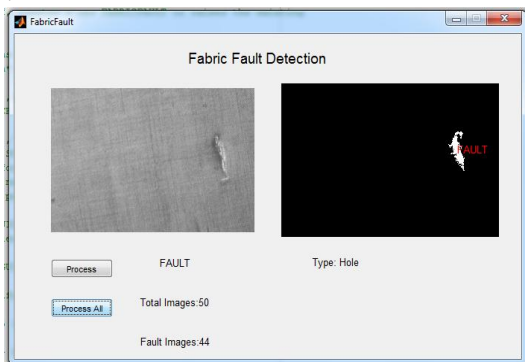 FabricFault
Fabric Fault Detection
FAULT
Process
FAULT
Type: Hole
Process All
Total Images:50
Fault Images:44